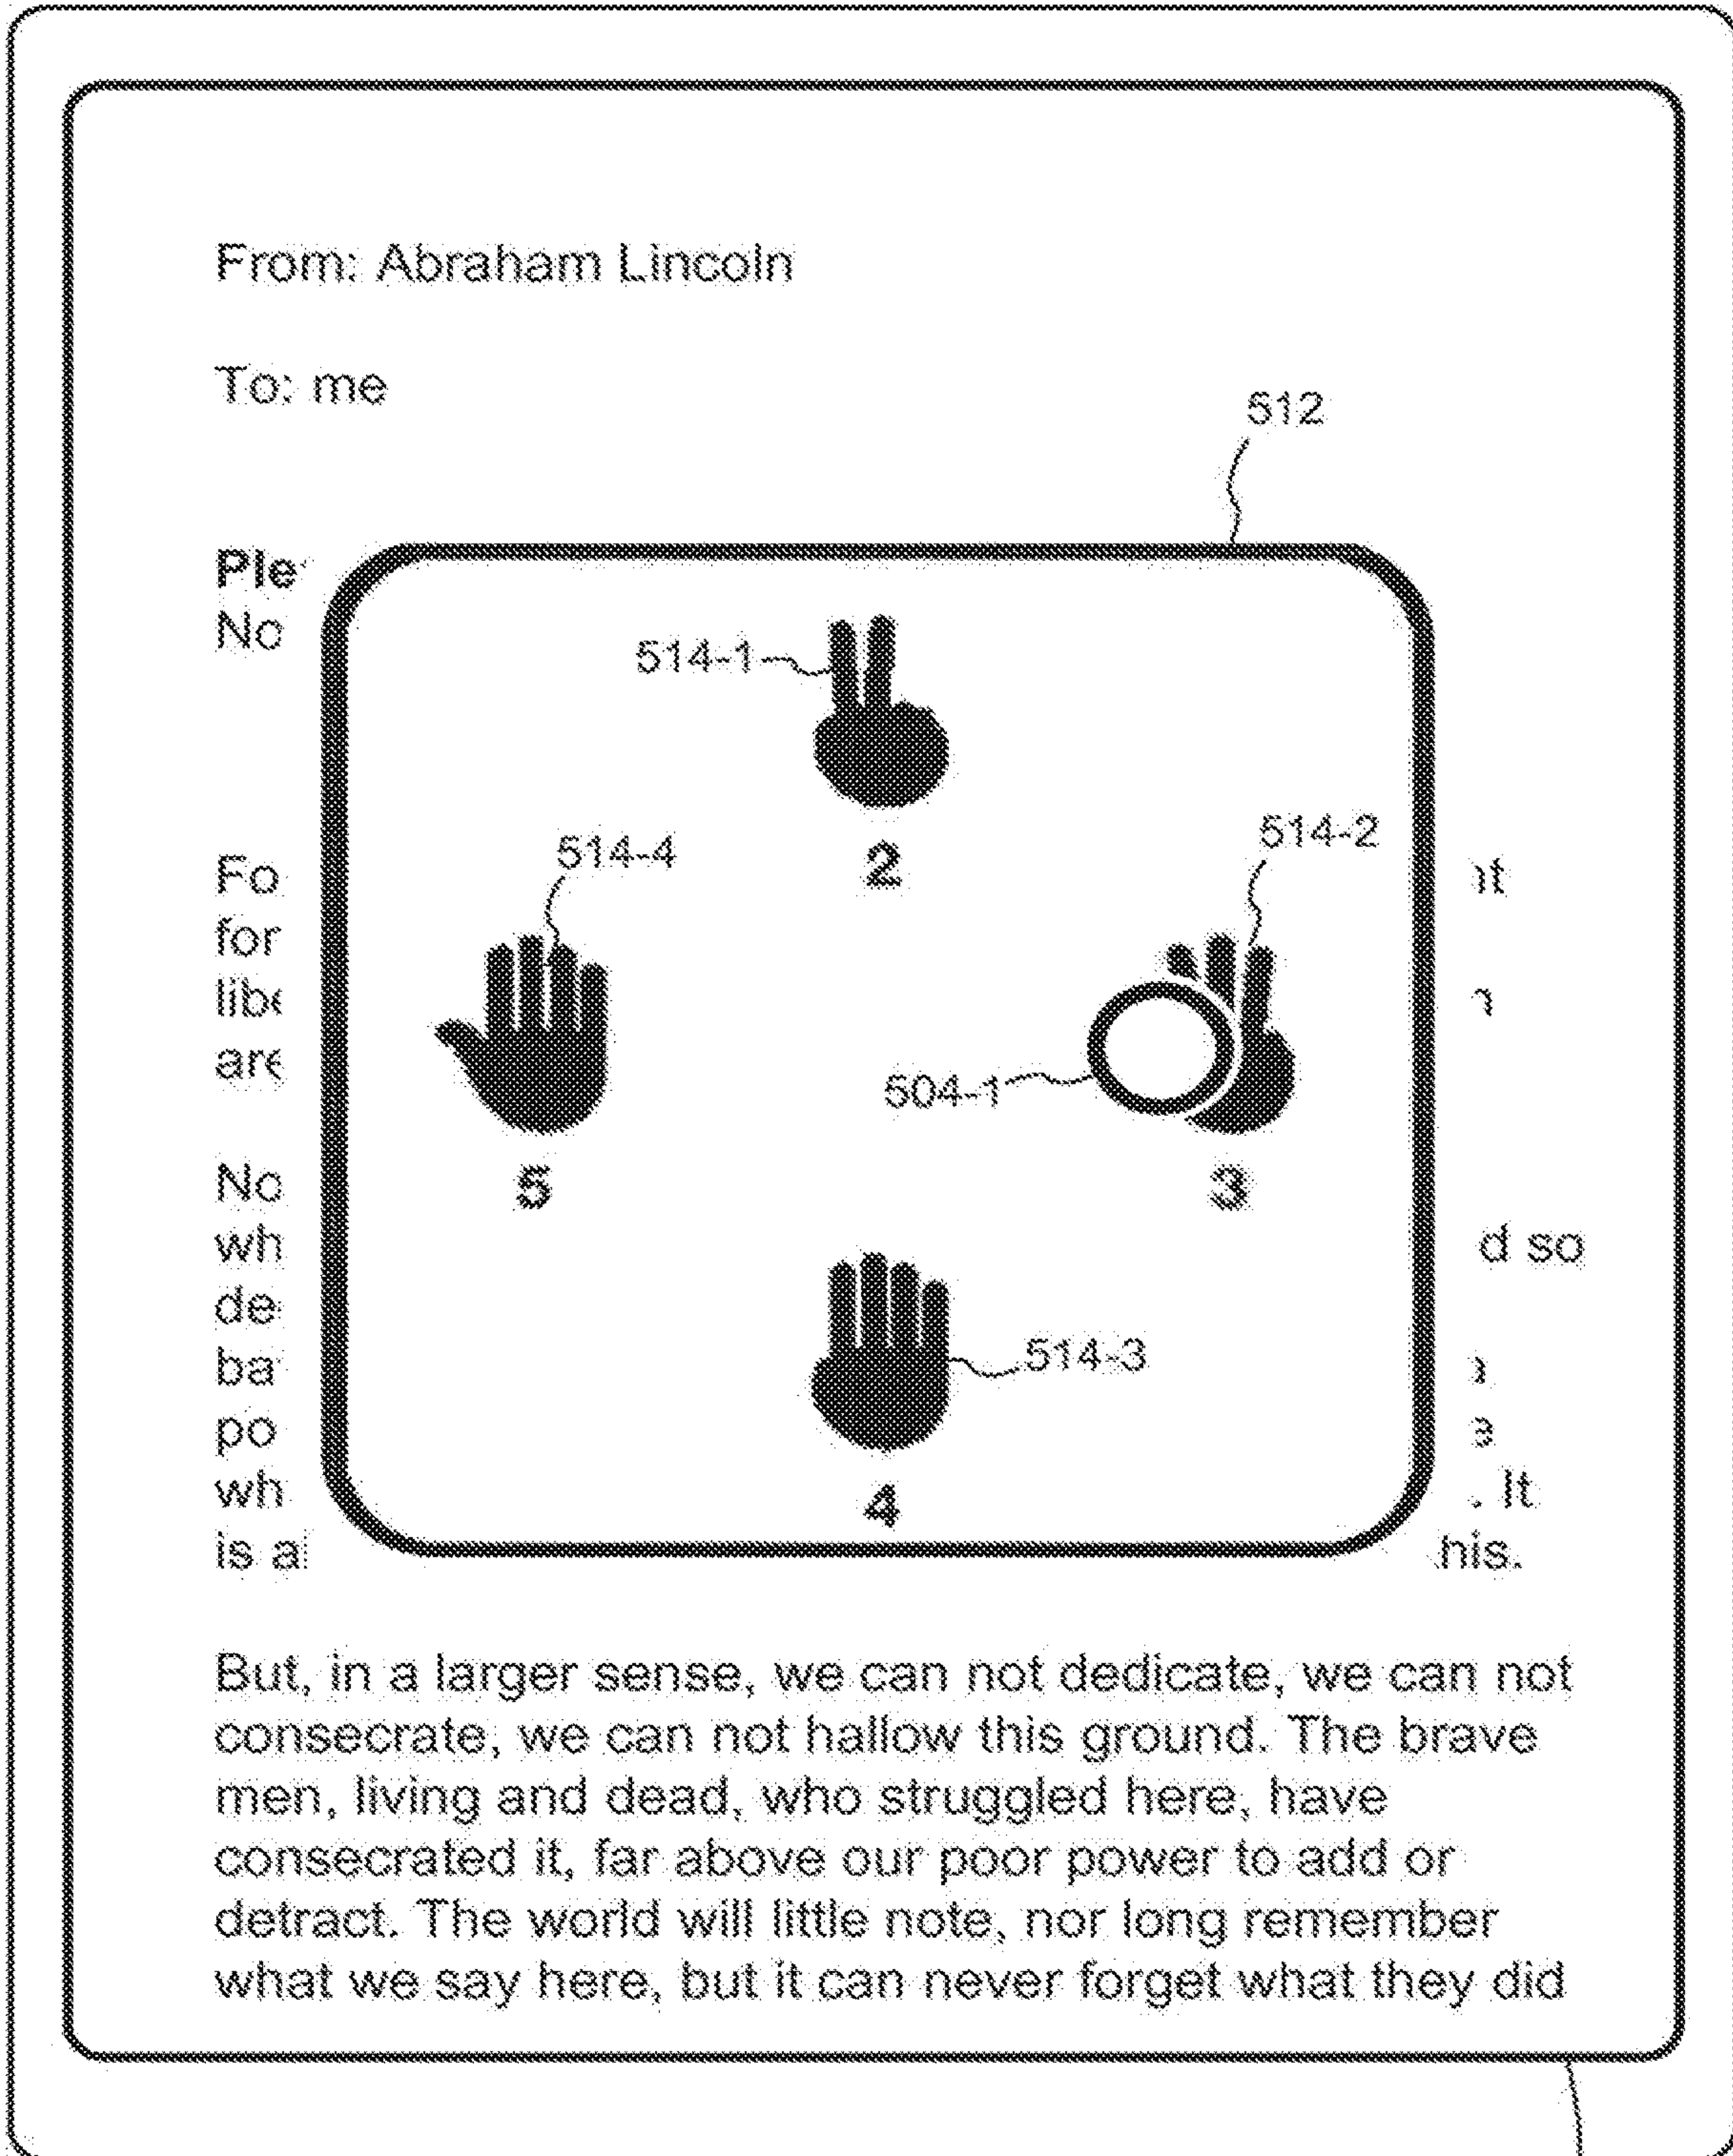 From: Abraham Lincoln
To: me
512
Ple
No
514-1
2
514-4
514-2
Fo
for
lib
are
504-1
5
3
No
wh
d so
de
ba
514-3
po
wh
. It
4
is al
his.
But, in a larger sense, we can not dedicate, we can not
consecrate, we can not hallow this ground. The brave
men, living and dead, who struggled here, have
consecrated it, far above our poor power to add or
detract. The world will little note, nor long remember
what we say here, but it can never forget what they did